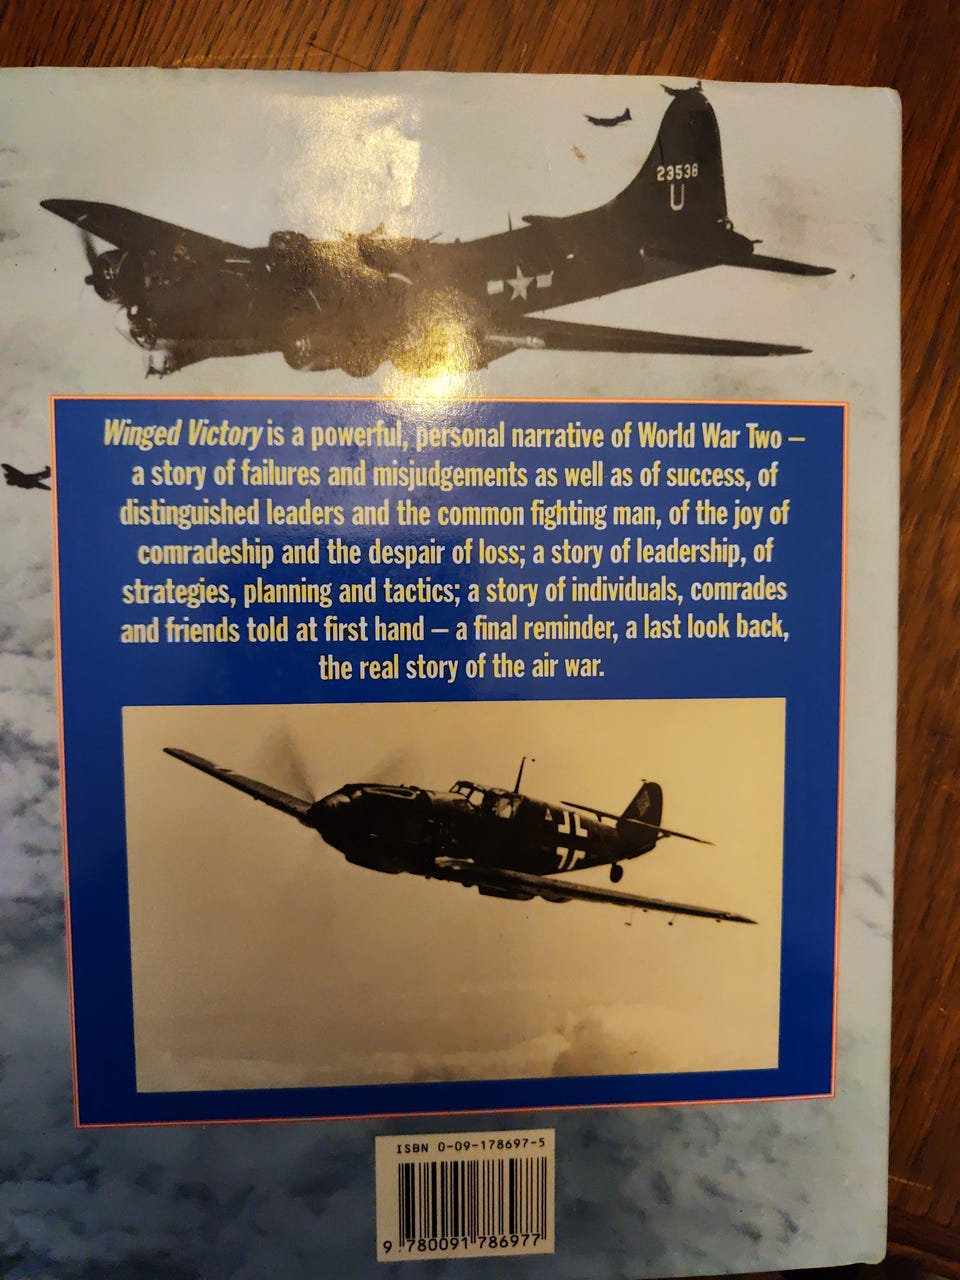 23538
U
Winged Victory is a powerful, personal narrative of World War Two –
a story of failures and misjudgements as well as of success, of
distinguished leaders and the common fighting man, of the joy of
comradeship and the despair of loss; a story of leadership, of
strategies, planning and tactics; a story of individuals, comrades
and friends told at first hand – a final reminder, a last look back,
the real story of the air war.
ISBN 0-09-178697-5
9 780091 786977